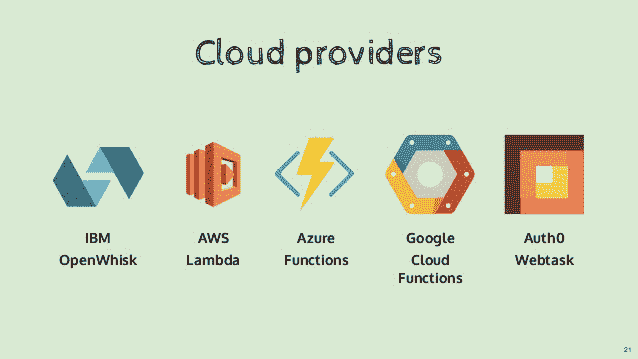 Cloud providers
IBM
OpenWhisk
AWS
Lambda
Azure
Functions
Google
Cloud
Functions
Auth0
Webtask
21